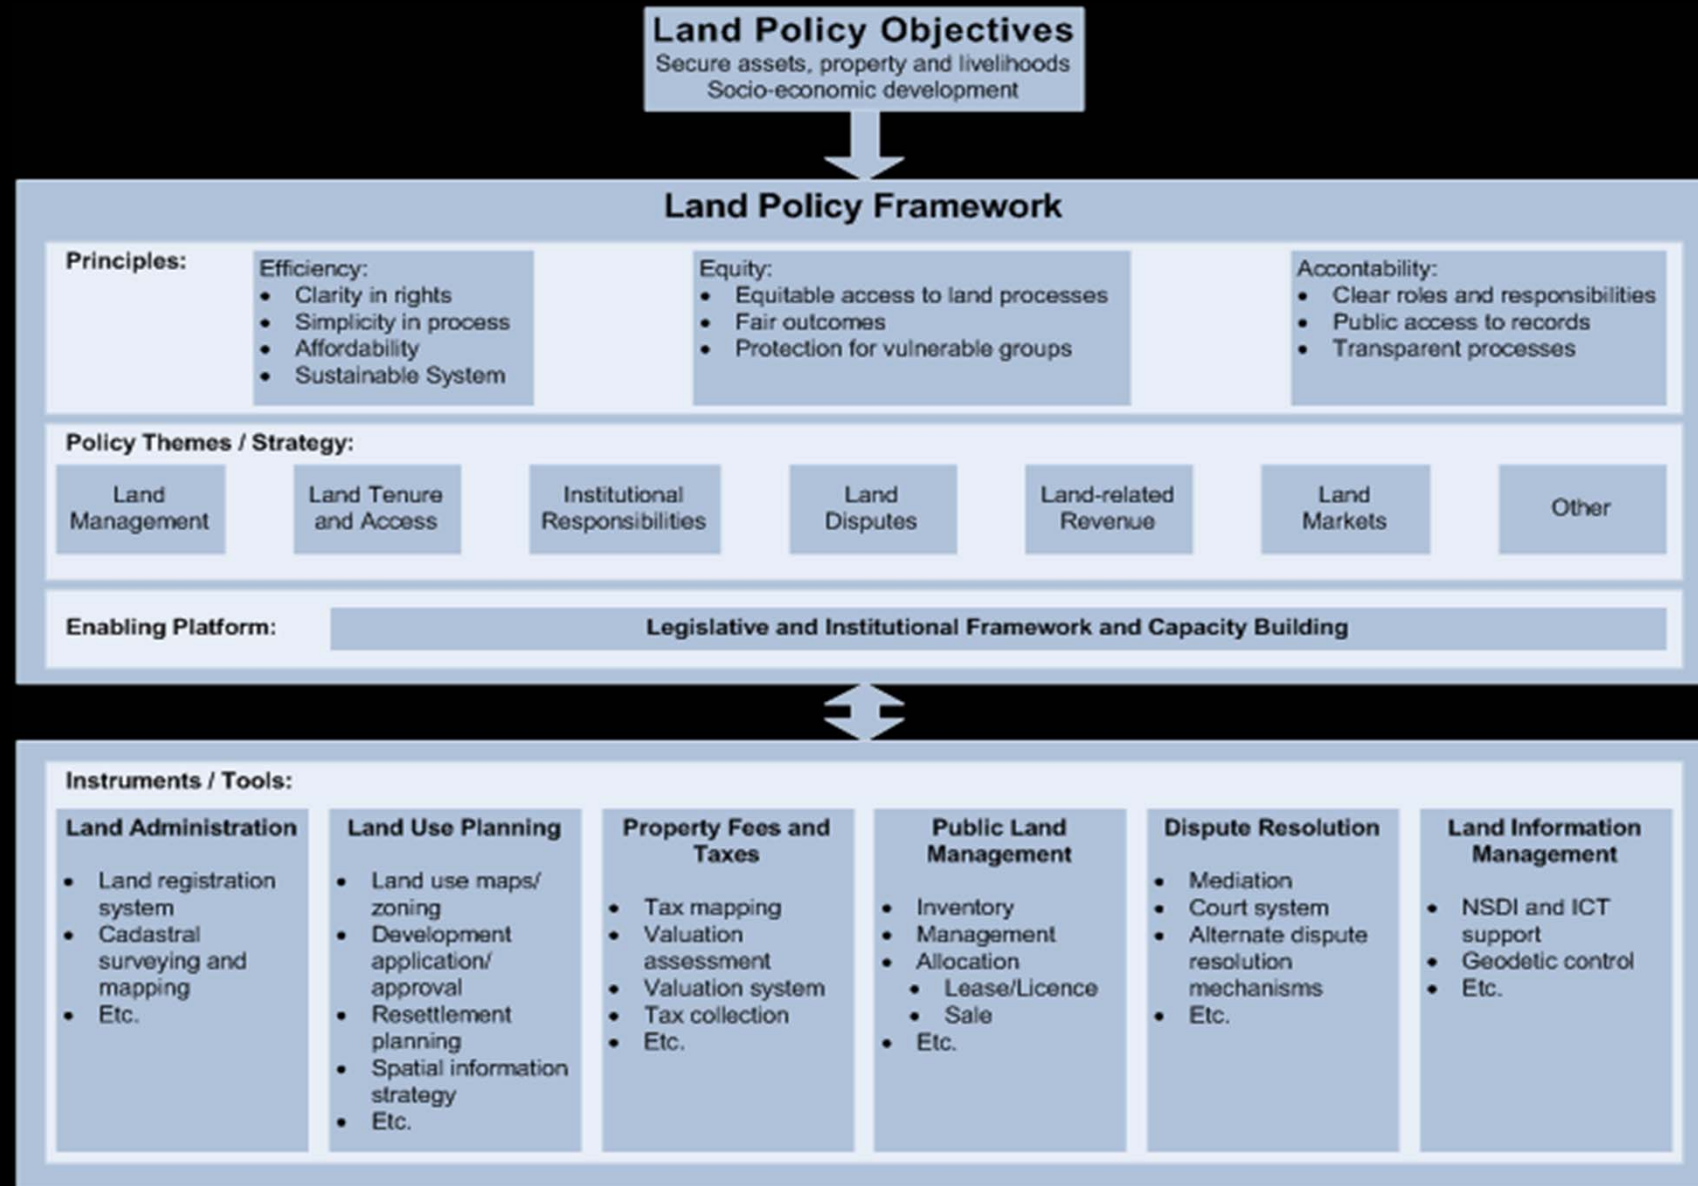 Land Policy Objectives
Secure assets, property and livelihoods
Socio-economic development
Land Policy Framework
Principles:
Efficiency:
• Clarity in rights
• Simplicity in process
• Affordability
• Sustainable System
Equity:
• Equitable access to land processes
• Fair outcomes
• Protection for vulnerable groups
Accontability:
• Clear roles and responsibilities
• Public access to records
• Transparent processes
Policy Themes / Strategy:
Land
Management
Land Tenure
and Access
Institutional
Responsibilities
Land
Disputes
Land-related
Revenue
Land
Markets
Other
Enabling Platform:
Legislative and Institutional Framework and Capacity Building
Instruments / Tools:
Land Administration
• Land registration
system
• Cadastral
surveying and
mapping
• Etc.
Land Use Planning
• Land use maps/
zoning
• Development
application/
approval
• Resettlement
planning
• Spatial information
strategy
• Etc.
Property Fees and
Taxes
• Tax mapping
• Valuation
assessment
• Valuation system
• Tax collection
• Etc.
Public Land
Management
• Inventory
• Management
• Allocation
• Lease/Licence
• Sale
• Etc.
Dispute Resolution
• Mediation
• Court system
• Alternate dispute
resolution
mechanisms
• Etc.
Land Information
Management
• NSDI and ICT
support
• Geodetic control
• Etc.